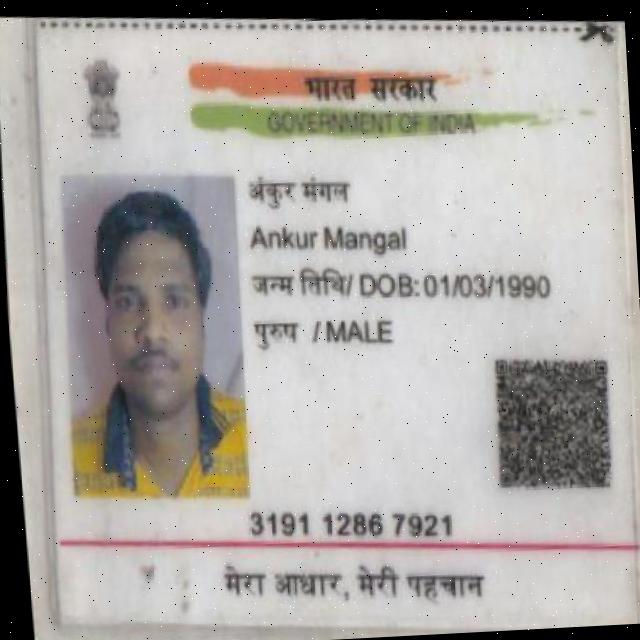 भारत सरकार
GOVERNMENT OF INDIA
अंकुर मंगल
Ankur Mangal
जन्म तिथि/ DOB: 01/03/1990
पुरुष / MALE
3191 1286 7921
मेरा आधार, मेरी पहचान